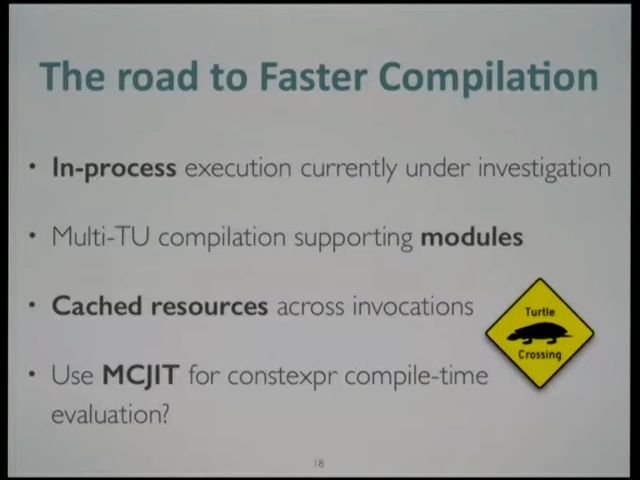 The road to Faster Compilation
• In-process execution currently under investigation
• Multi-TU compilation supporting modules
• Cached resources across invocations
Turtle
Crossing
• Use MCJIT for constexpr compile-time
evaluation?
18